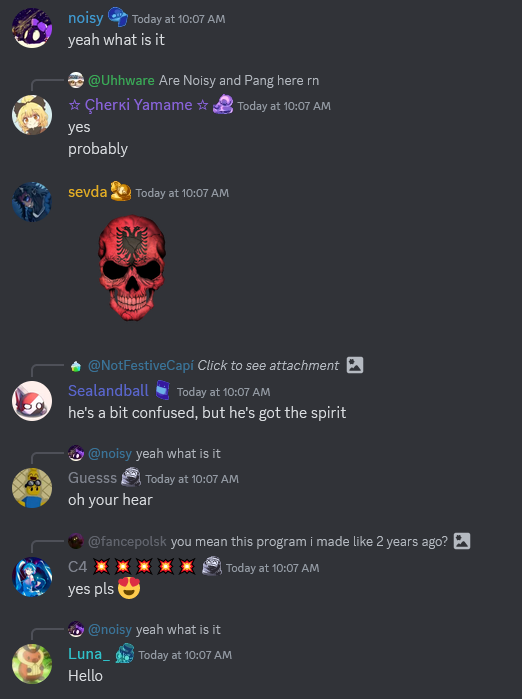 noisy Today at 10:07 AM
yeah what is it
@Uhhware Are Noisy and Pang here rn
☆ Çherкi Yamame ☆ Today at 10:07 AM
yes
probably
sevda Today at 10:07 AM
@NotFestiveCapí Click to see attachment
Sealandball Today at 10:07 AM
he's a bit confused, but he's got the spirit
@noisy yeah what is it
Guesss Today at 10:07 AM
oh your hear
@fancepolsk you mean this program i made like 2 years ago?
C4 💥💥💥💥💥 Today at 10:07 AM
yes pls 😍
@noisy yeah what is it
Luna_ Today at 10:07 AM
Hello